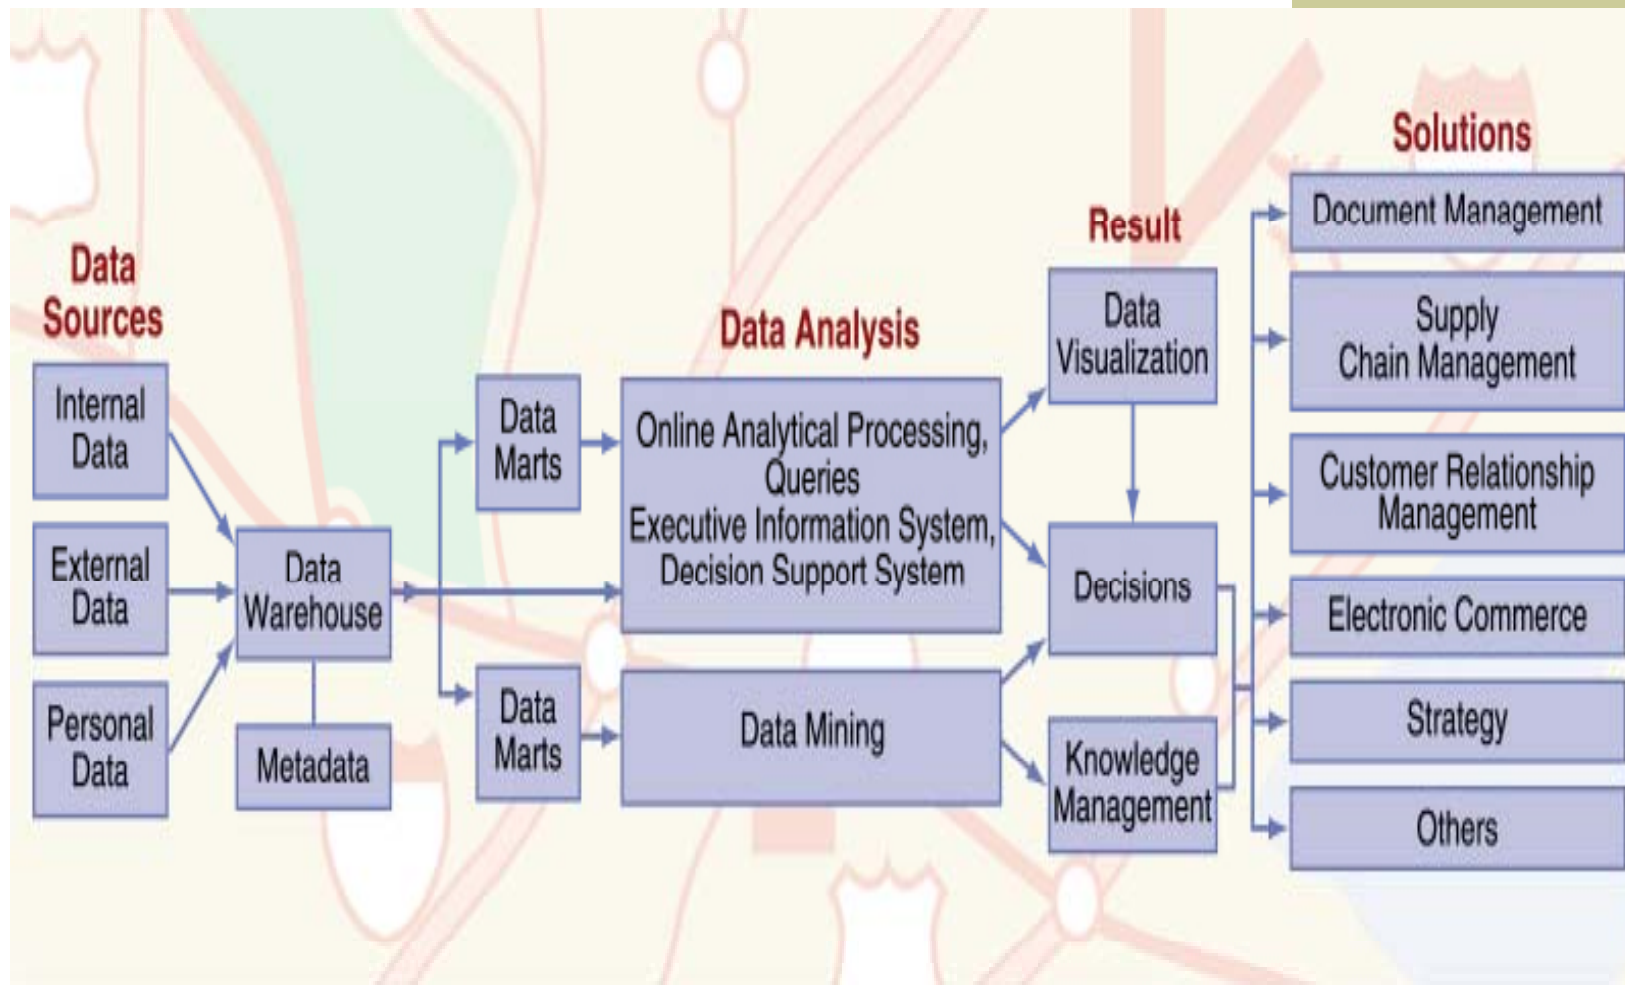 Data
Sources
Internal
Data
External
Data
Personal
Data
Data
Warehouse
Metadata
Data
Marts
Data
Marts
Data Analysis
Online Analytical Processing,
Queries
Executive Information System,
Decision Support System
Data Mining
Result
Data
Visualization
Decisions
Knowledge
Management
Solutions
Document Management
Supply
Chain Management
Customer Relationship
Management
Electronic Commerce
Strategy
Others